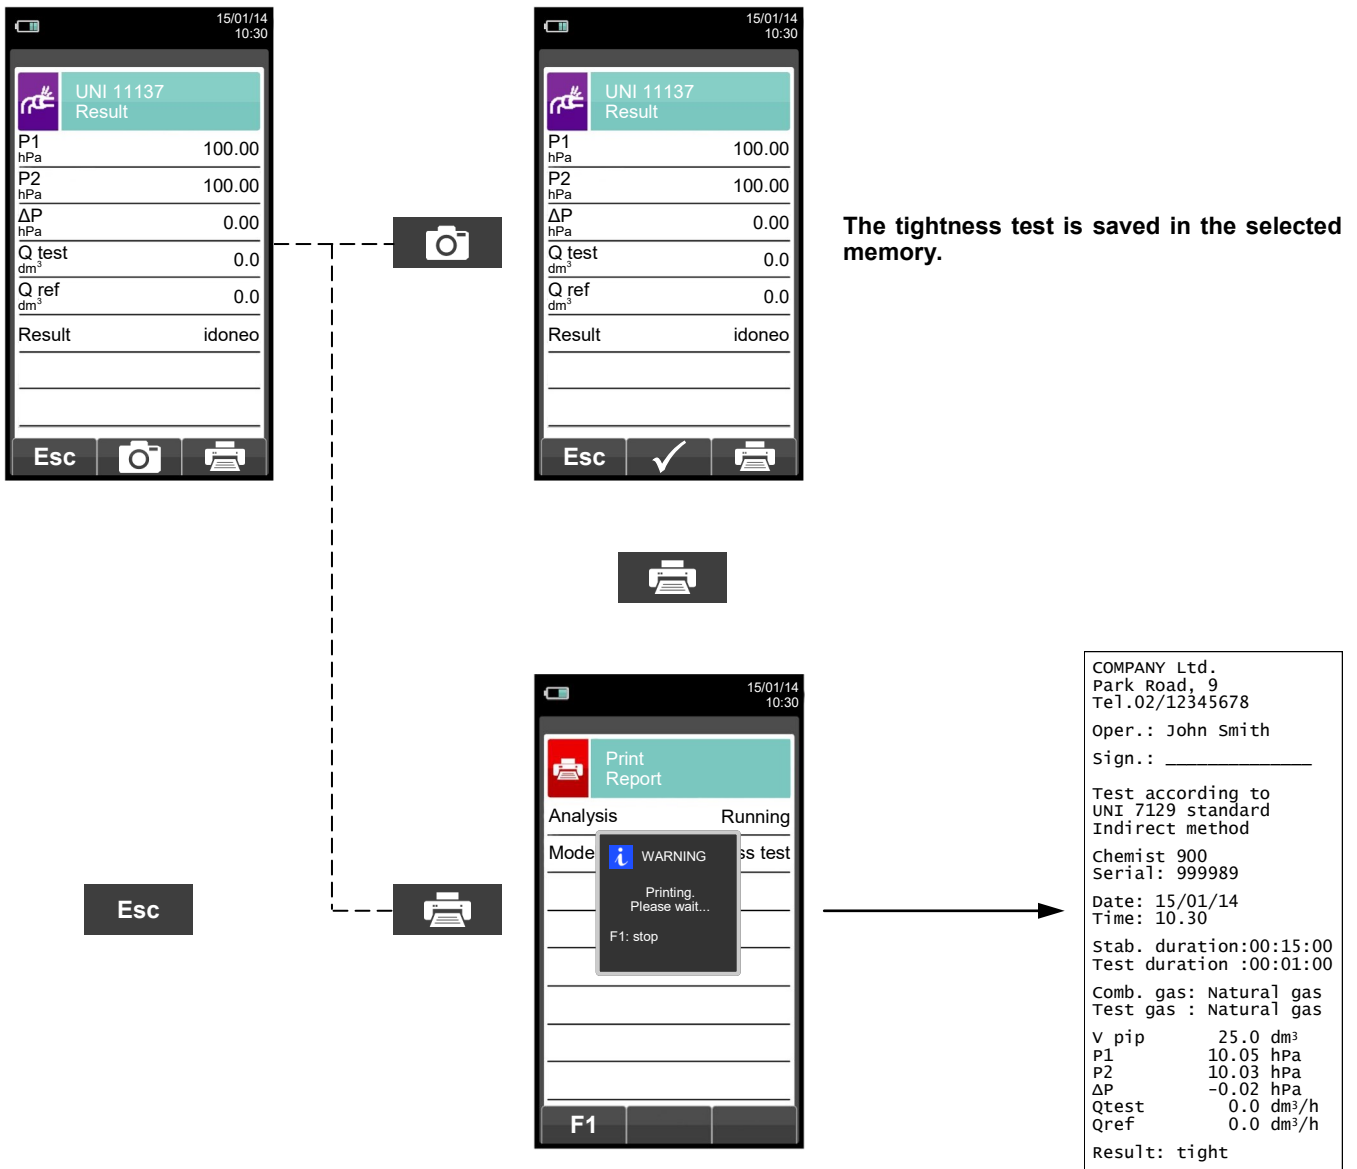 15/01/14
10:30
UNI 11137
Result
P1
hPa
100.00
P2
hPa
100.00
ΔP
hPa
0.00
Q test
dm³
0.0
Q ref
dm³
0.0
Result idoneo
Esc
15/01/14
10:30
UNI 11137
Result
P1
hPa
100.00
P2
hPa
100.00
ΔP
hPa
0.00
Q test
dm³
0.0
Q ref
dm³
0.0
Result idoneo
Esc
The tightness test is saved in the selected
memory.
Esc
15/01/14
10:30
Print
Report
Analysis Running
Mode ss test
i WARNING
Printing.
Please wait...
F1: stop
F1
COMPANY Ltd.
Park Road, 9
Tel.02/12345678
Oper.: John Smith
Sign.: ______________
Test according to
UNI 7129 standard
Indirect method
Chemist 900
Serial: 999989
Date: 15/01/14
Time: 10.30
Stab. duration:00:15:00
Test duration :00:01:00
Comb. gas: Natural gas
Test gas : Natural gas
V pip 25.0 dm³
P1 10.05 hPa
P2 10.03 hPa
ΔP -0.02 hPa
Qtest 0.0 dm³/h
Qref 0.0 dm³/h
Result: tight